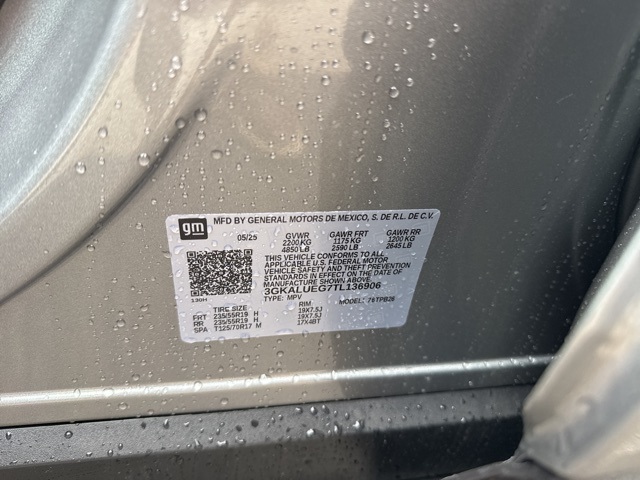 gm
MFD BY GENERAL MOTORS DE MEXICO, S. DE R.L. DE C.V.
05/25 GVWR GAWR FRT GAWR RR
2200 KG 1175 KG 1200 KG
4850 LB 2590 LB 2645 LB
THIS VEHICLE CONFORMS TO ALL
APPLICABLE U.S. FEDERAL MOTOR
VEHICLE SAFETY AND THEFT PREVENTION
STANDARDS IN EFFECT ON THE DATE OF
MANUFACTURE SHOWN ABOVE.
3GKALUEG7TL136906
TYPE: MPV MODEL: TPB26
TIRE SIZE RIM
FRT 235/55R19 H 19X7.5J
RR 235/55R19 H 19X7.5J
SPA T125/70R17 M 17X4BT